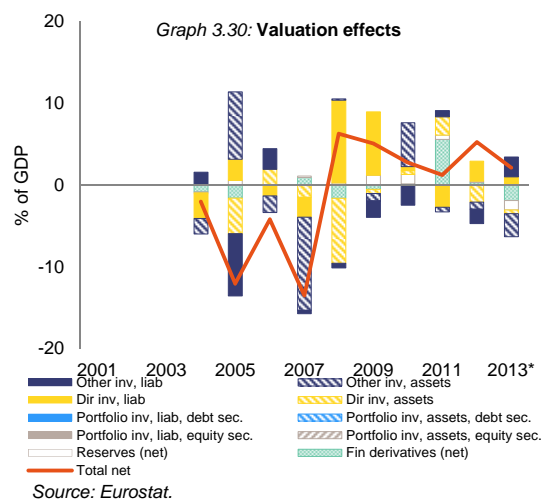 Graph 3.30: Valuation effects
20
10
0
-10
-20
% of GDP
2001 2003 2005 2007 2009 2011 2013*
Other inv, liab Other inv, assets
Dir inv, liab Dir inv, assets
Portfolio inv, liab, debt sec. Portfolio inv, assets, debt sec.
Portfolio inv, liab, equity sec. Portfolio inv, assets, equity sec.
Reserves (net) Fin derivatives (net)
Total net
Source: Eurostat.